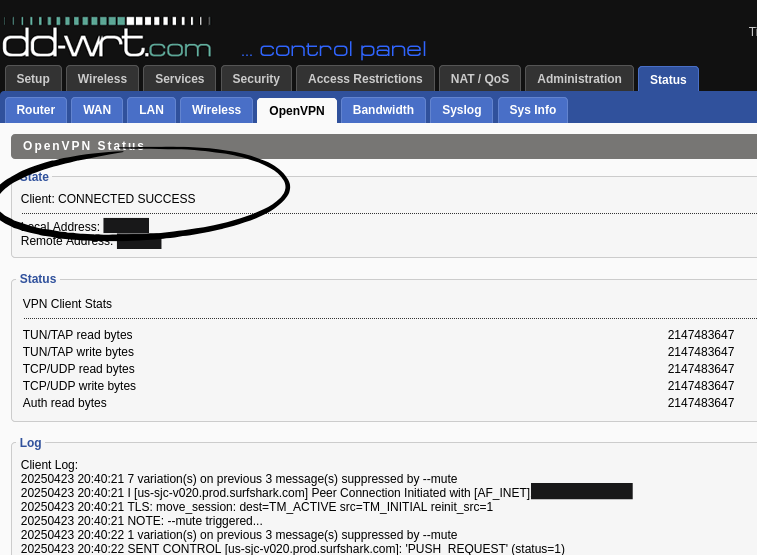 dd-wrt.com ... control panel
Setup Wireless Services Security Access Restrictions NAT / QoS Administration Status
Router WAN LAN Wireless OpenVPN Bandwidth Syslog Sys Info
OpenVPN Status
State
Client: CONNECTED SUCCESS
Local Address:
Remote Address:
Status
VPN Client Stats
TUN/TAP read bytes 2147483647
TUN/TAP write bytes 2147483647
TCP/UDP read bytes 2147483647
TCP/UDP write bytes 2147483647
Auth read bytes 2147483647
Log
Client Log:
20250423 20:40:21 7 variation(s) on previous 3 message(s) suppressed by --mute
20250423 20:40:21 I [us-sjc-v020.prod.surfshark.com] Peer Connection Initiated with [AF_INET]
20250423 20:40:21 TLS: move_session: dest=TM_ACTIVE src=TM_INITIAL reinit_src=1
20250423 20:40:21 NOTE: --mute triggered...
20250423 20:40:22 1 variation(s) on previous 3 message(s) suppressed by --mute
20250423 20:40:22 SENT CONTROL [us-sjc-v020.prod.surfshark.com]: 'PUSH_REQUEST' (status=1)